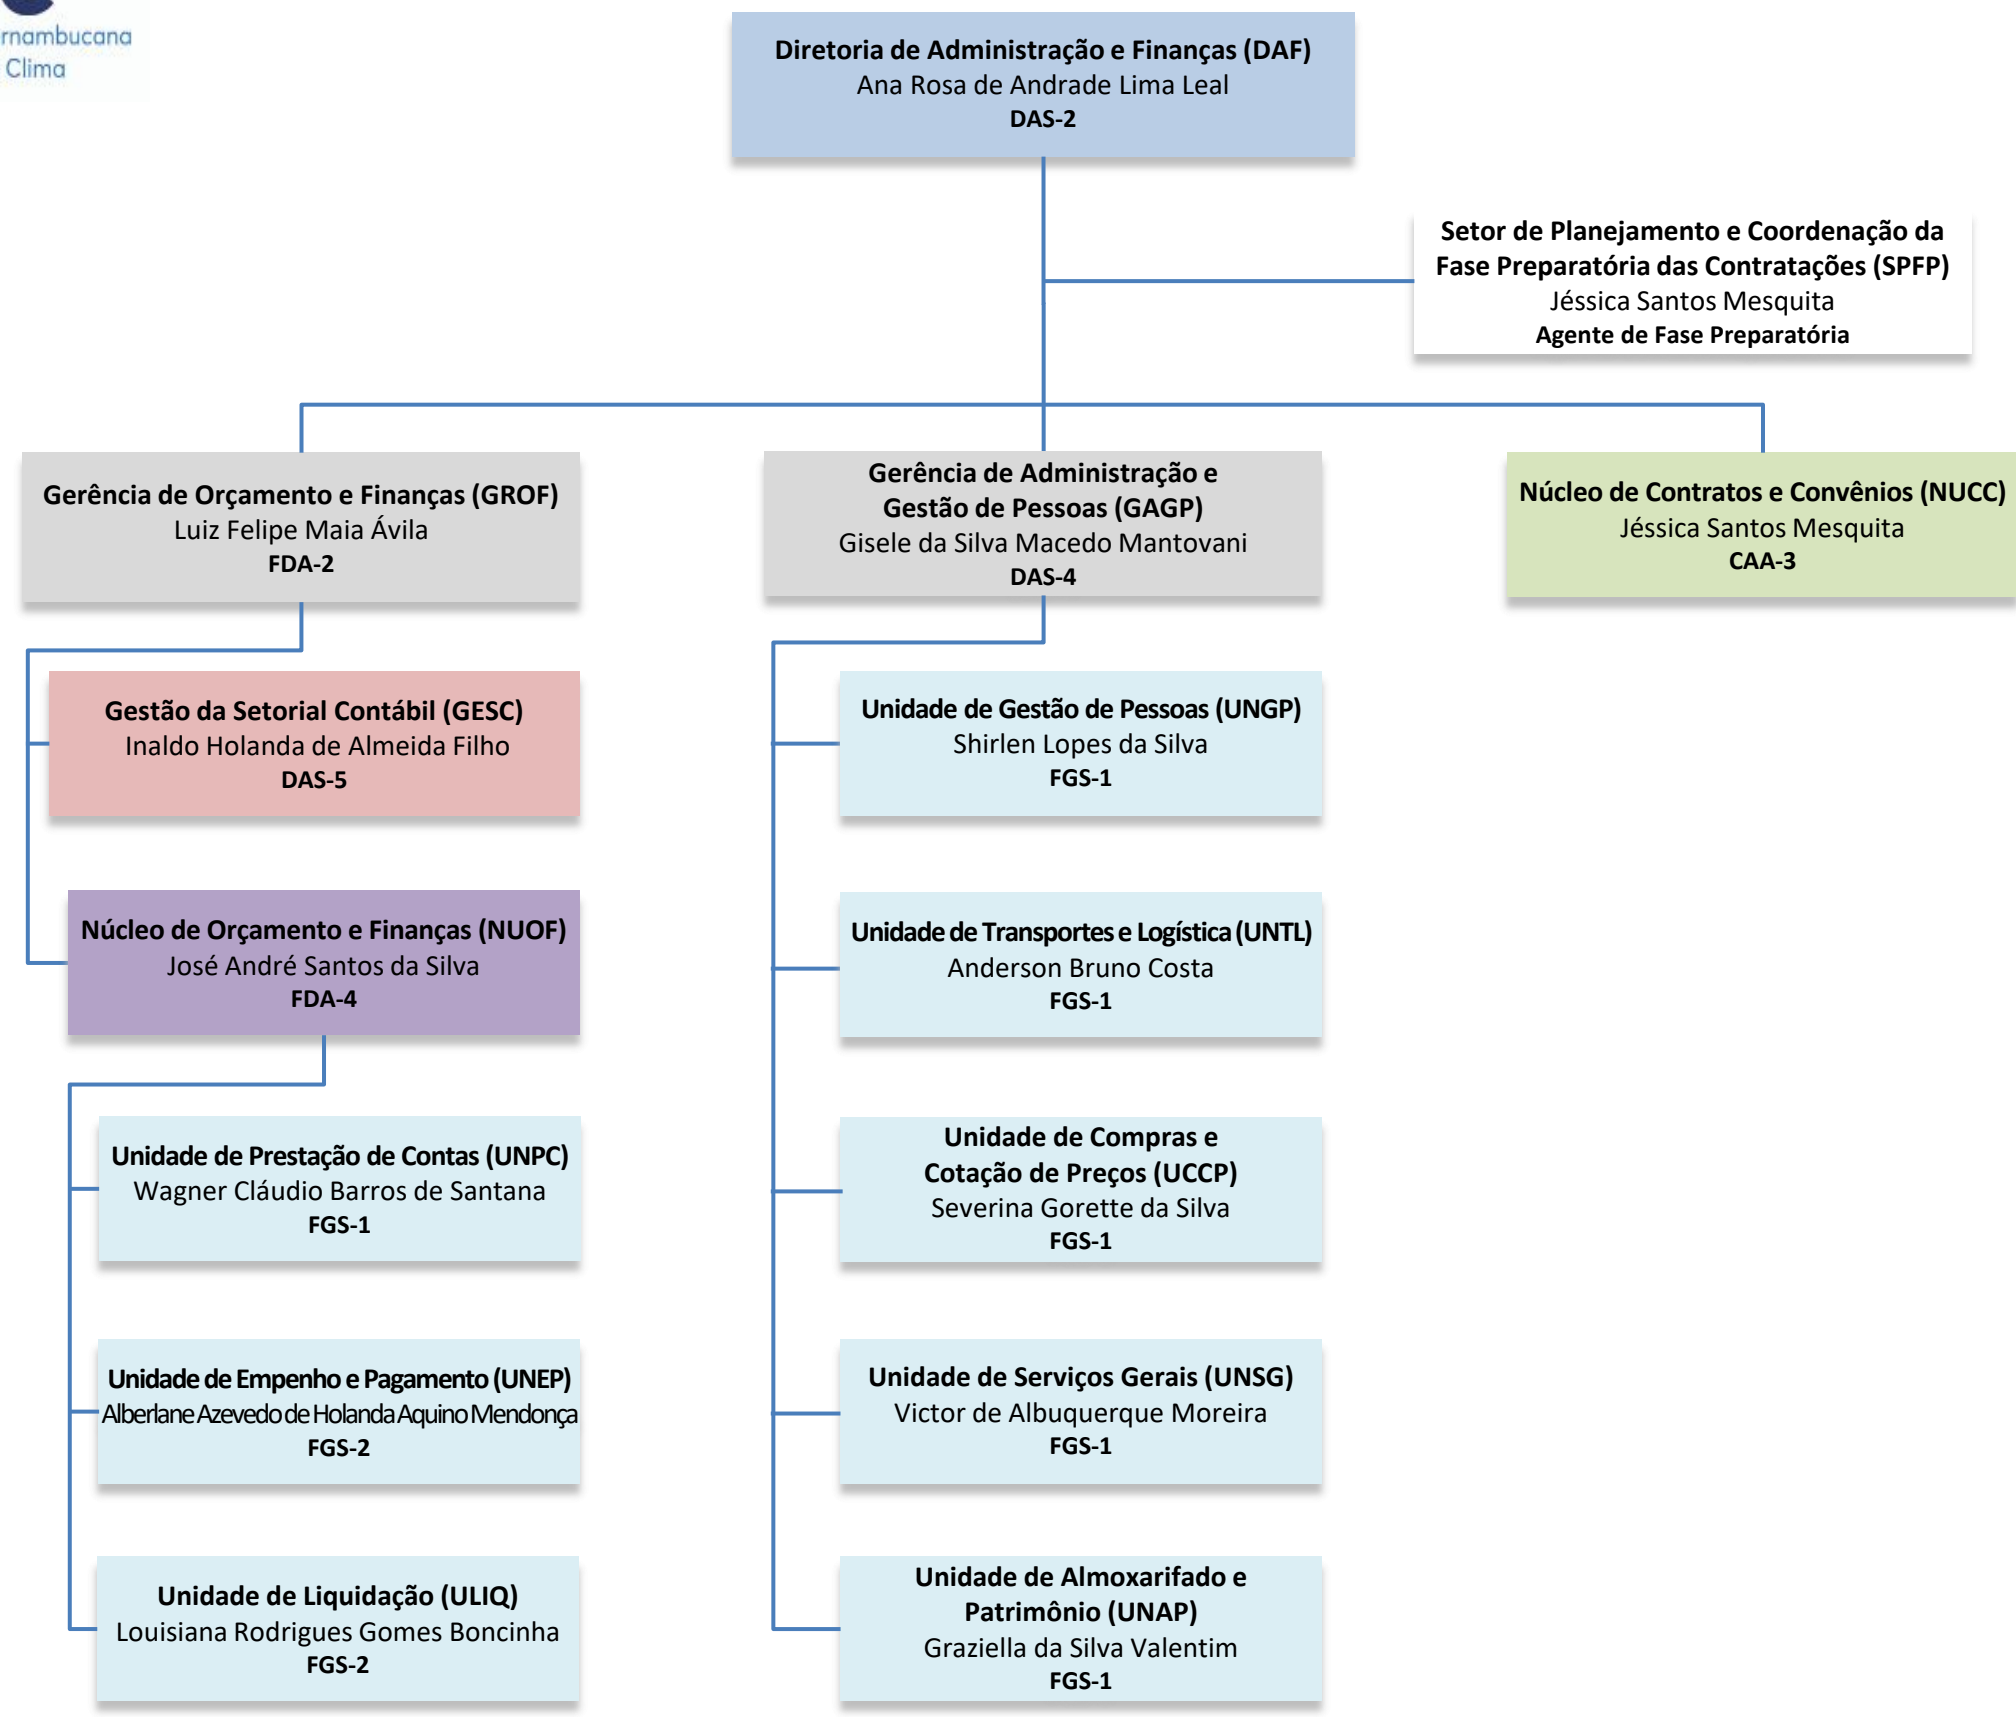 rnambucana
Clima
Diretoria de Administração e Finanças (DAF)
Ana Rosa de Andrade Lima Leal
DAS-2
Setor de Planejamento e Coordenação da
Fase Preparatória das Contratações (SPFP)
Jéssica Santos Mesquita
Agente de Fase Preparatória
Gerência de Orçamento e Finanças (GROF)
Luiz Felipe Maia Ávila
FDA-2
Gerência de Administração e
Gestão de Pessoas (GAGP)
Gisele da Silva Macedo Mantovani
DAS-4
Núcleo de Contratos e Convênios (NUCC)
Jéssica Santos Mesquita
CAA-3
Gestão da Setorial Contábil (GESC)
Inaldo Holanda de Almeida Filho
DAS-5
Núcleo de Orçamento e Finanças (NUOF)
José André Santos da Silva
FDA-4
Unidade de Prestação de Contas (UNPC)
Wagner Cláudio Barros de Santana
FGS-1
Unidade de Empenho e Pagamento (UNEP)
Alberlane Azevedo de Holanda Aquino Mendonça
FGS-2
Unidade de Liquidação (ULIQ)
Louisiana Rodrigues Gomes Boncinha
FGS-2
Unidade de Gestão de Pessoas (UNGP)
Shirlen Lopes da Silva
FGS-1
Unidade de Transportes e Logística (UNTL)
Anderson Bruno Costa
FGS-1
Unidade de Compras e
Cotação de Preços (UCCP)
Severina Gorette da Silva
FGS-1
Unidade de Serviços Gerais (UNSG)
Victor de Albuquerque Moreira
FGS-1
Unidade de Almoxarifado e
Patrimônio (UNAP)
Graziella da Silva Valentim
FGS-1